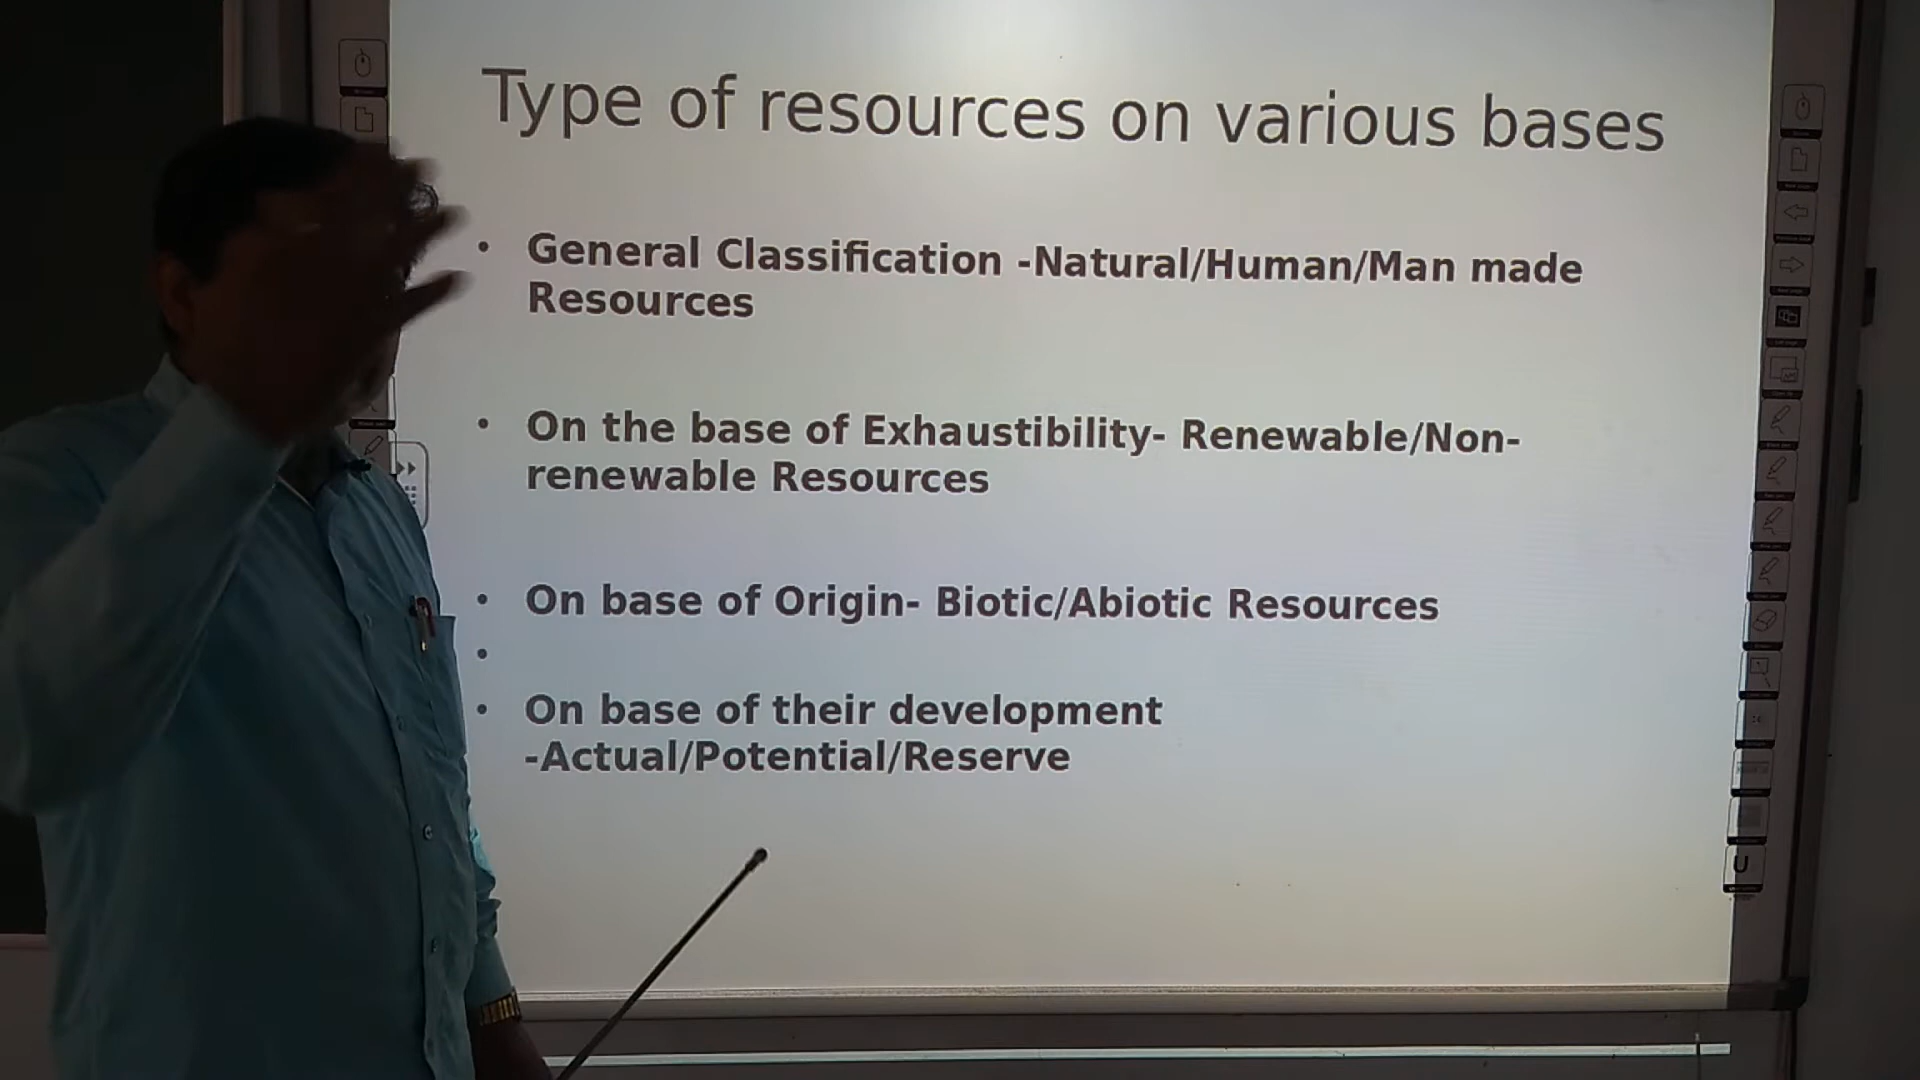 Type of resources on various bases
• General Classification -Natural/Human/Man made
Resources
• On the base of Exhaustibility- Renewable/Non-
renewable Resources
• On base of Origin- Biotic/Abiotic Resources
•
• On base of their development
-Actual/Potential/Reserve
U